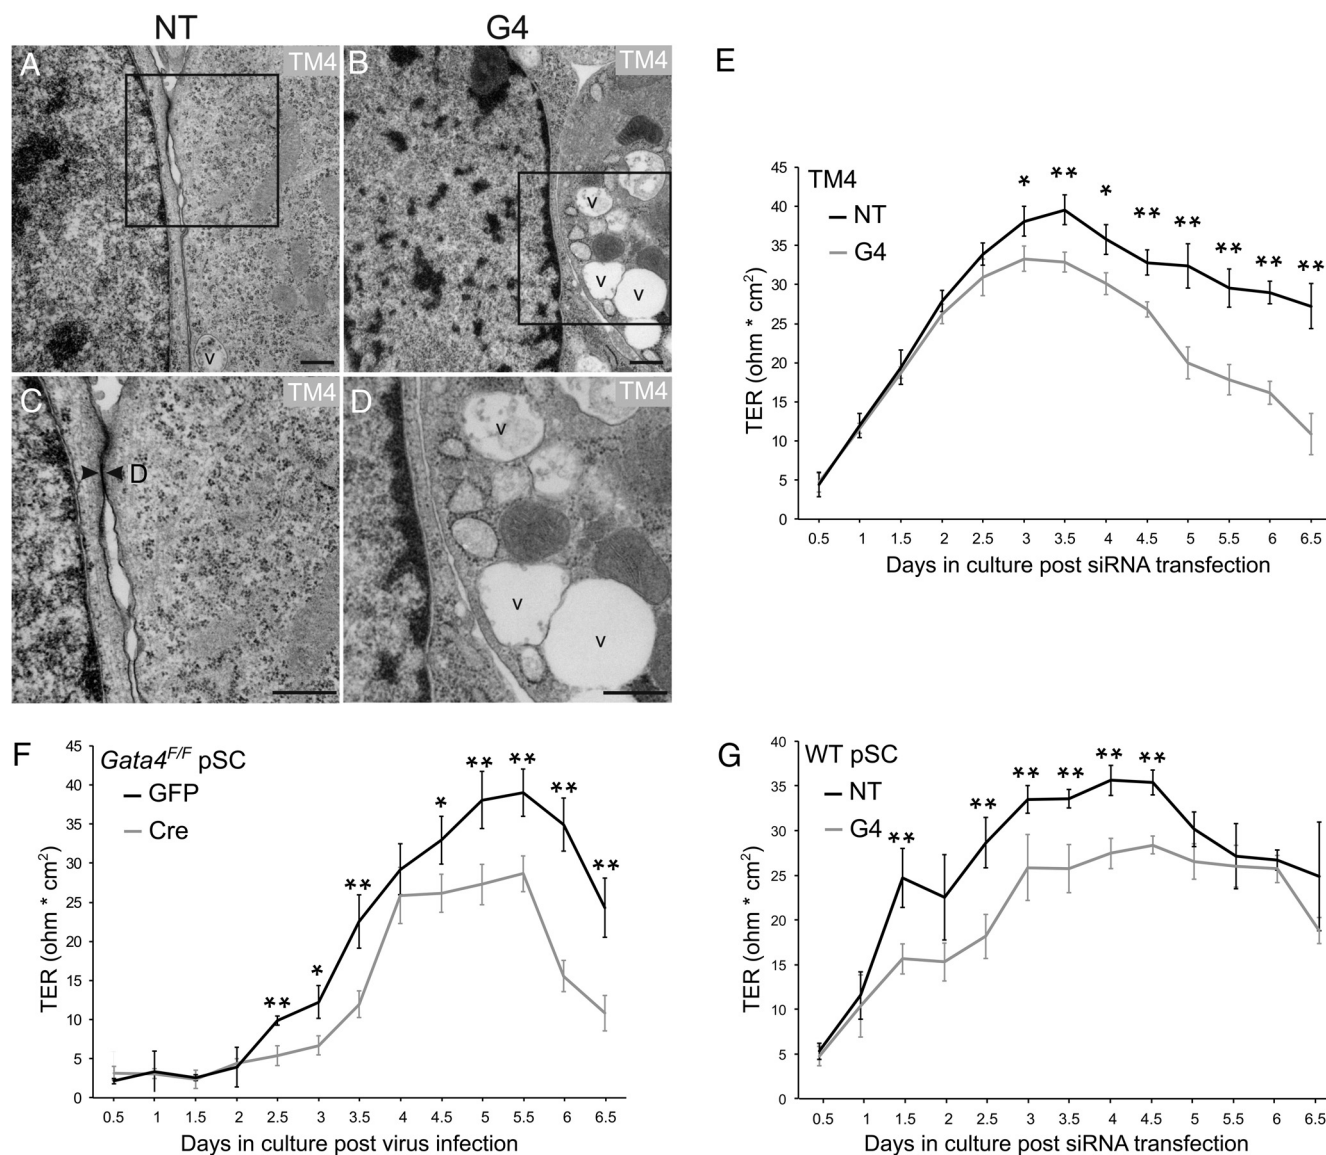 NT
G4
A
TM4
B
TM4
v
v
v
v
C
TM4
D
D
TM4
v
v
v
E
TM4
NT
G4
* ** * ** ** ** ** **
45
40
35
30
25
20
15
10
5
0
TER (ohm * cm2)
0.5 1 1.5 2 2.5 3 3.5 4 4.5 5 5.5 6 6.5
Days in culture post siRNA transfection
F
Gata4F/F pSC
GFP
Cre
** * ** * ** ** ** **
45
40
35
30
25
20
15
10
5
0
TER (ohm * cm2)
0.5 1 1.5 2 2.5 3 3.5 4 4.5 5 5.5 6 6.5
Days in culture post virus infection
G
WT pSC
NT
G4
** ** ** ** ** **
40
35
30
25
20
15
10
5
0
TER (ohm * cm2)
0.5 1 1.5 2 2.5 3 3.5 4 4.5 5 5.5 6 6.5
Days in culture post siRNA transfection